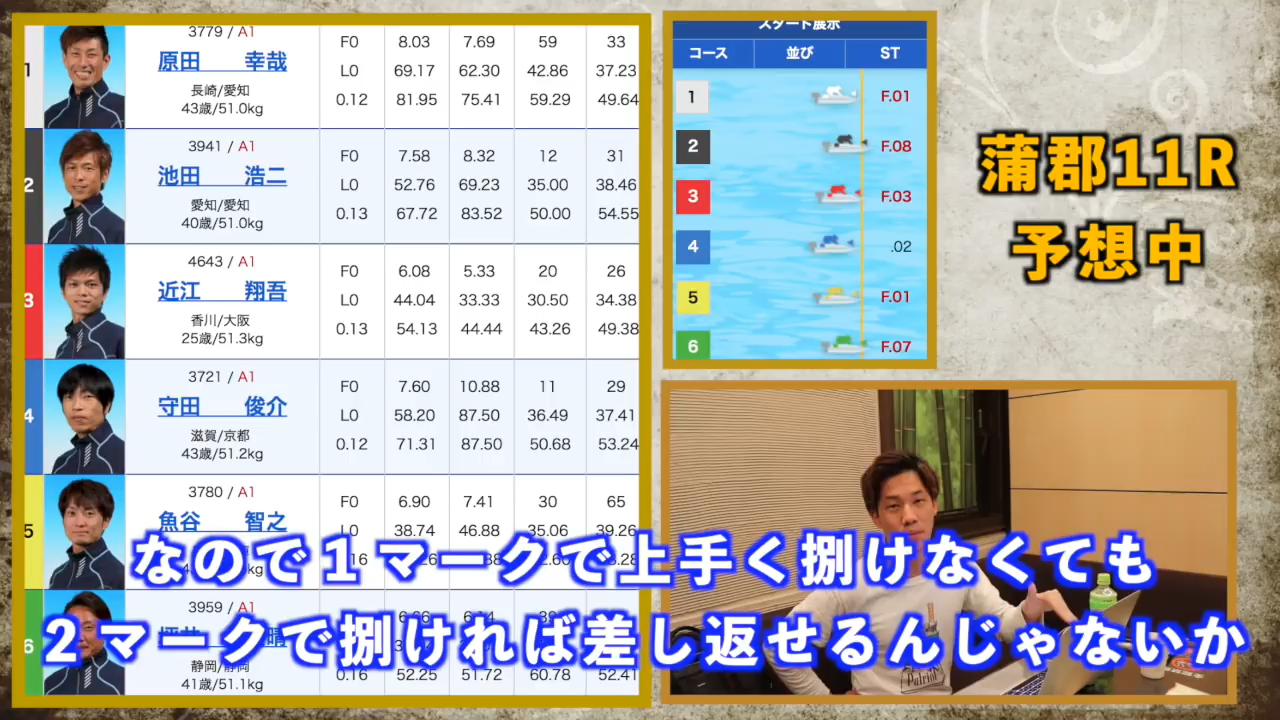 1
3779 / A1
原田 幸哉
長崎/愛知
43歳/51.0kg
F0 8.03 7.69 59 33
L0 69.17 62.30 42.86 37.23
0.12 81.95 75.41 59.29 49.64
2
3941 / A1
池田 浩二
愛知/愛知
40歳/51.0kg
F0 7.58 8.32 12 31
L0 52.76 69.23 35.00 38.46
0.13 67.72 83.52 50.00 54.55
3
4643 / A1
近江 翔吾
香川/大阪
25歳/51.3kg
F0 6.08 5.33 20 26
L0 44.04 33.33 30.50 34.38
0.13 54.13 44.44 43.26 49.38
4
3721 / A1
守田 俊介
滋賀/京都
43歳/51.2kg
F0 7.60 10.88 11 29
L0 58.20 87.50 36.49 37.41
0.12 71.31 87.50 50.68 53.24
5
3780 / A1
魚谷 智之
F0 6.90 7.41 30 65
L0 38.74 46.88 35.06 39.26
6
3959 / A1
静岡/静岡
41歳/51.1kg
0.16 52.25 51.72 60.78 52.41
スタート展示
コース 並び ST
1 F.01
2 F.08
3 F.03
4 .02
5 F.01
6 F.07
蒲郡11R
予想中
Patriot
なので1マークで上手く捌けなくても
2マークで捌ければ差し返せるんじゃないか